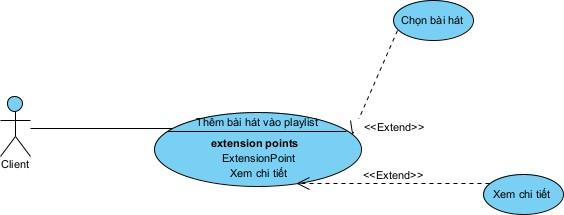 Chọn bài hát
Thêm bài hát vào playlist
<<Extend>>
extension points
ExtensionPoint
Client
Xem chi tiết
<<Extend>>
Xem chi tiết